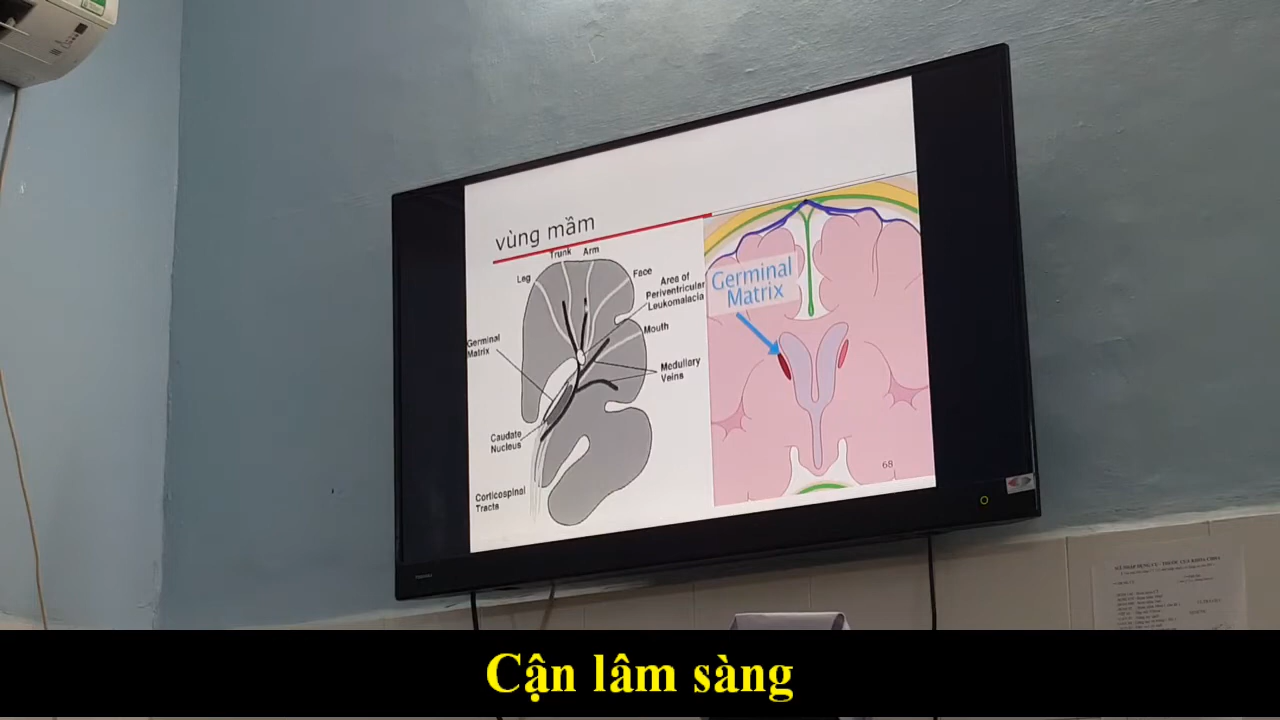 vùng mầm
Trunk
Arm
Leg
Face
Area of
Periventricular
Leukomalacia
Germinal
Matrix
Mouth
Medullary
Veins
Caudate
Nucleus
Corticospinal
Tracts
Germinal
Matrix
68
Cận lâm sàng